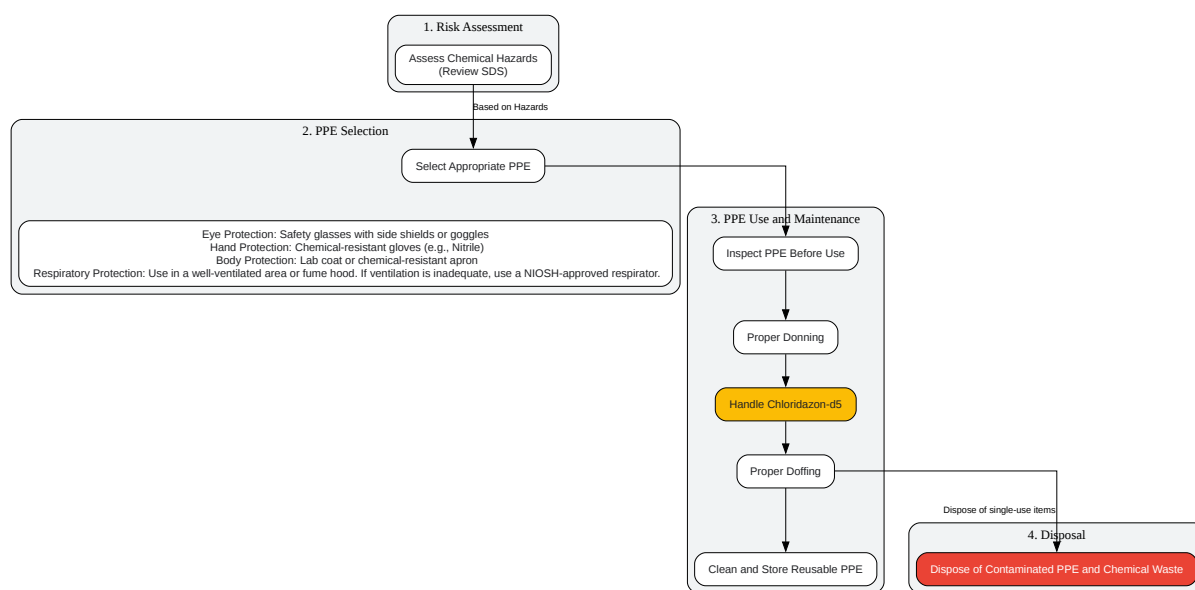 1. Risk Assessment
Assess Chemical Hazards
(Review SDS)
Based on Hazards
2. PPE Selection
Select Appropriate PPE
Eye Protection: Safety glasses with side shields or goggles
Hand Protection: Chemical-resistant gloves (e.g., Nitrile)
Body Protection: Lab coat or chemical-resistant apron
Respiratory Protection: Use in a well-ventilated area or fume hood. If ventilation is inadequate, use a NIOSH-approved respirator.
3. PPE Use and Maintenance
Inspect PPE Before Use
Proper Donning
Handle Chloridazon-d5
Proper Doffing
Dispose of single-use items
4. Disposal
Clean and Store Reusable PPE
Dispose of Contaminated PPE and Chemical Waste